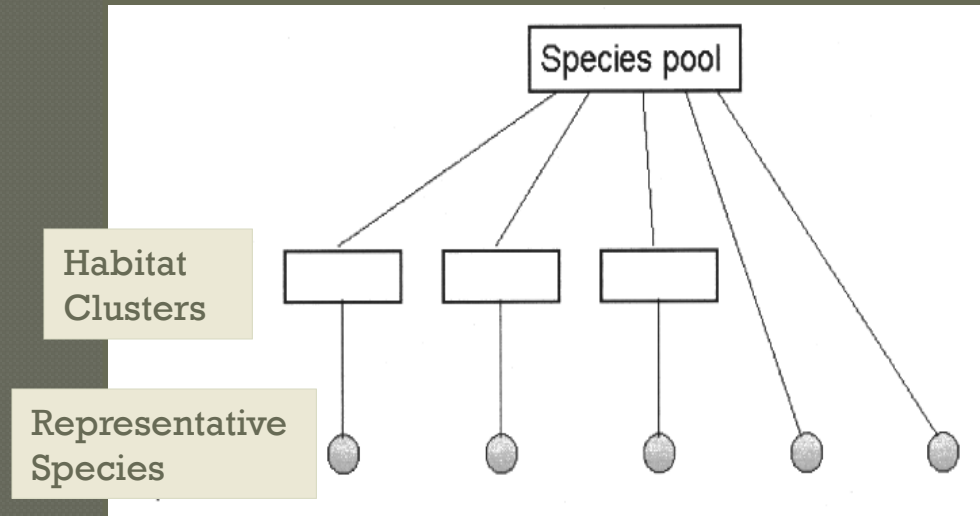 Species pool
Habitat
Clusters
Representative
Species